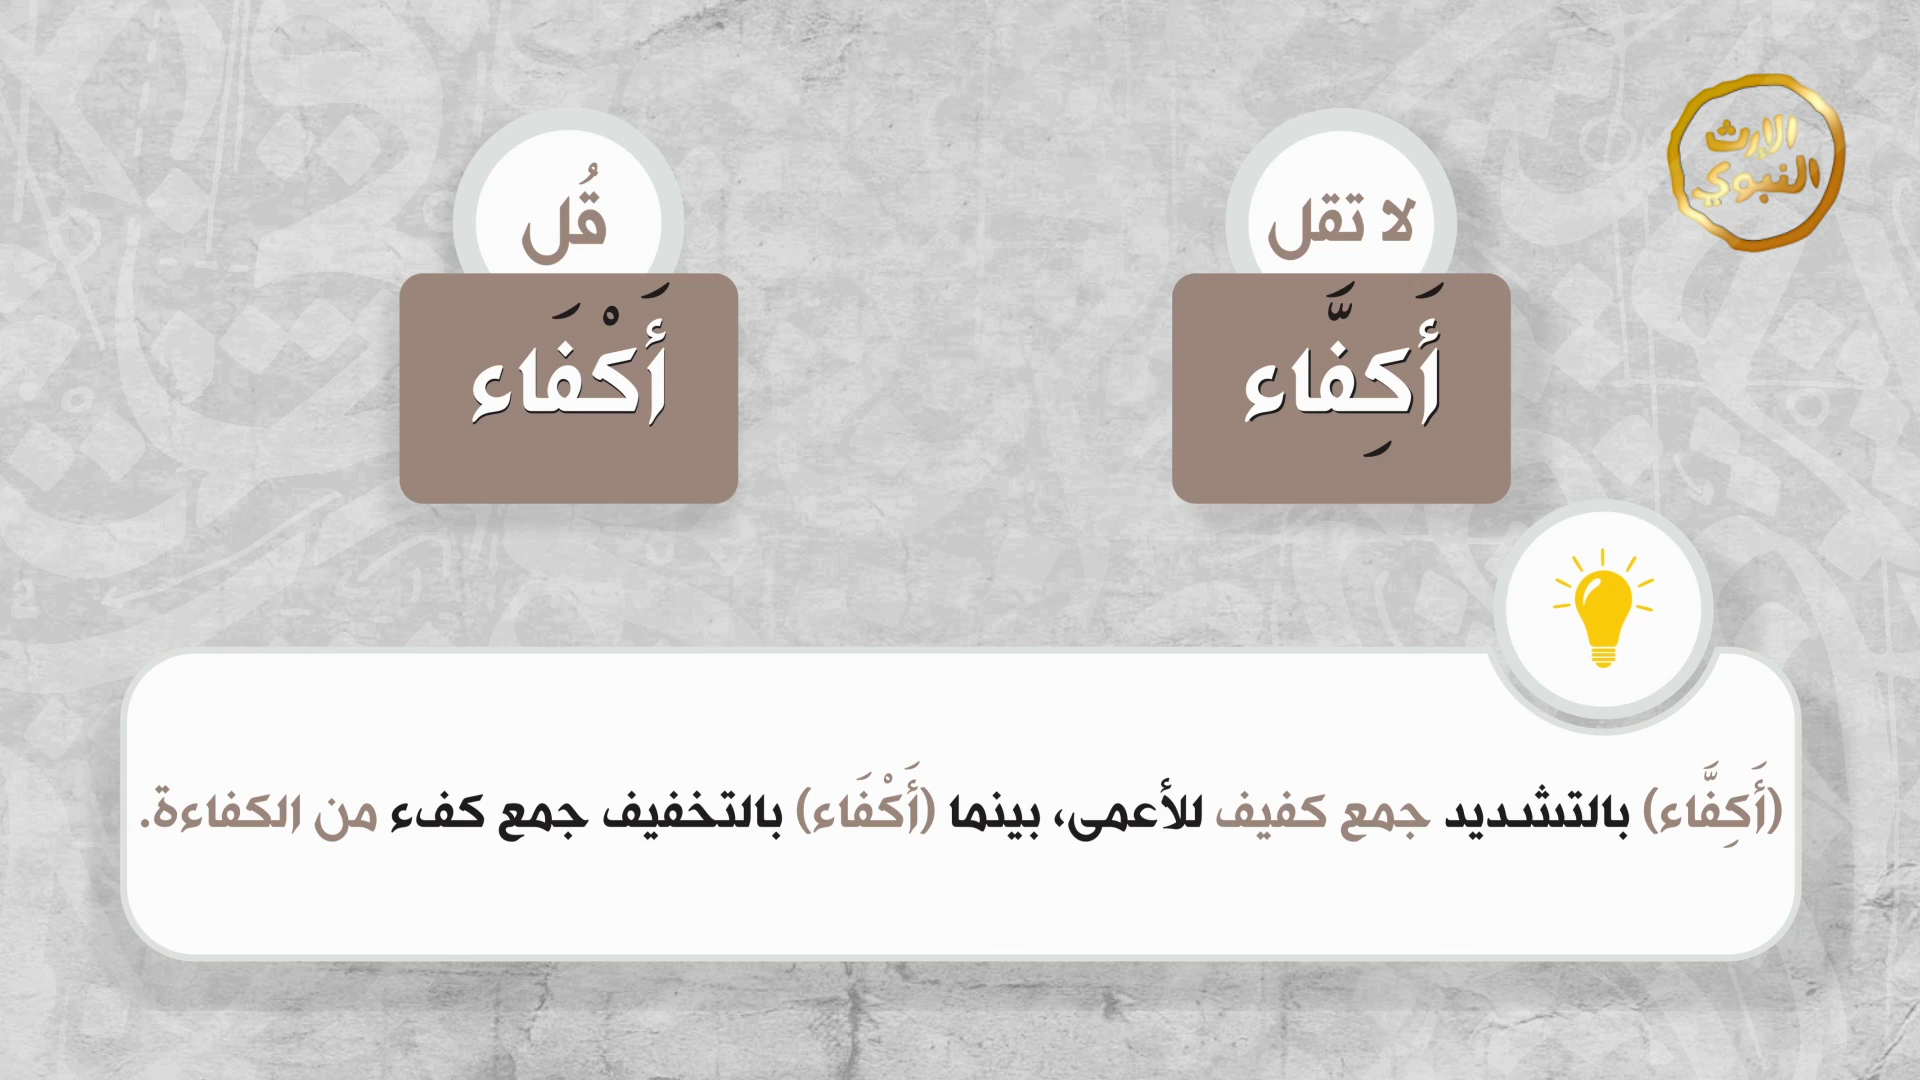 الإرث
النبوي
لا تقل
أَكِفَّاء
قُل
أَكْفَاء
(أَكِفَّاء) بالتشديد جمع كفيف للأعمى، بينما (أَكْفَاء) بالتخفيف جمع كفء من الكفاءة.